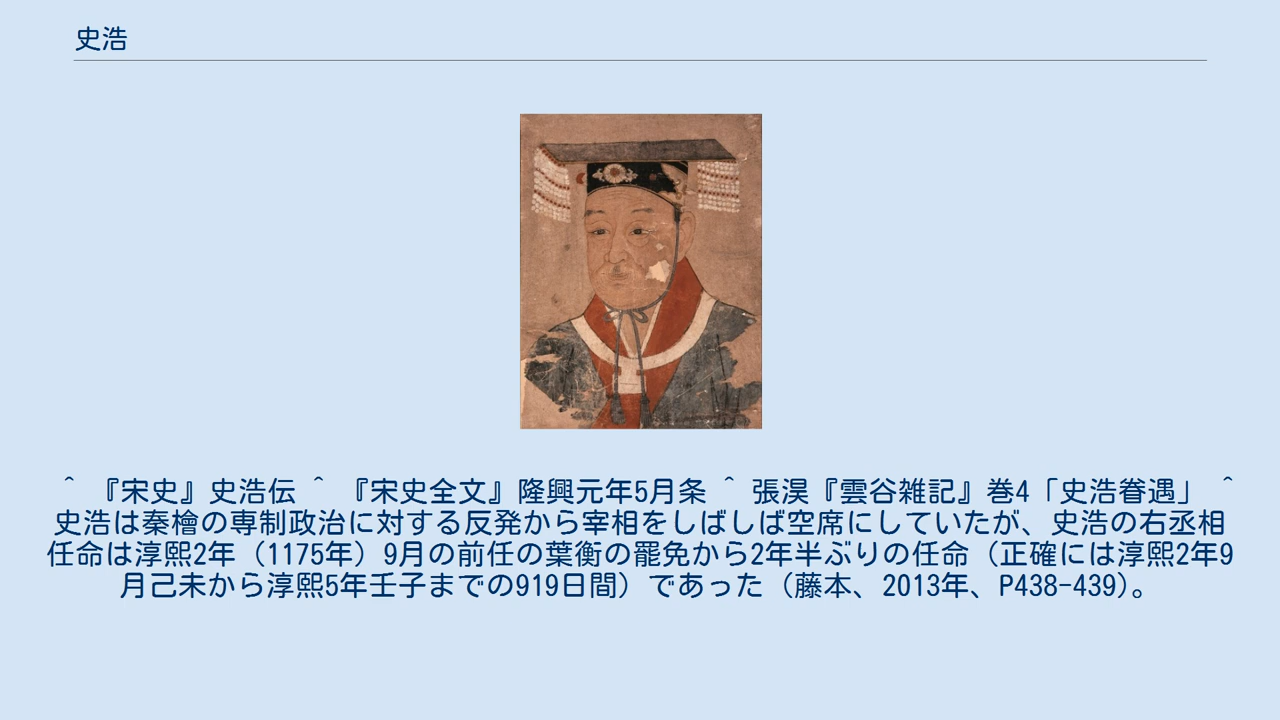 史浩
^ 『宋史』史浩伝 ^ 『宋史全文』隆興元年5月条 ^ 張淏『雲谷雑記』巻4「史浩眷遇」 ^
史浩は秦檜の専制政治に対する反発から宰相をしばしば空席にしていたが、史浩の右丞相
任命は淳熙2年（1175年）9月の前任の葉衡の罷免から2年半ぶりの任命（正確には淳熙2年9
月己未から淳熙5年壬子までの919日間）であった（藤本、2013年、P438-439）。